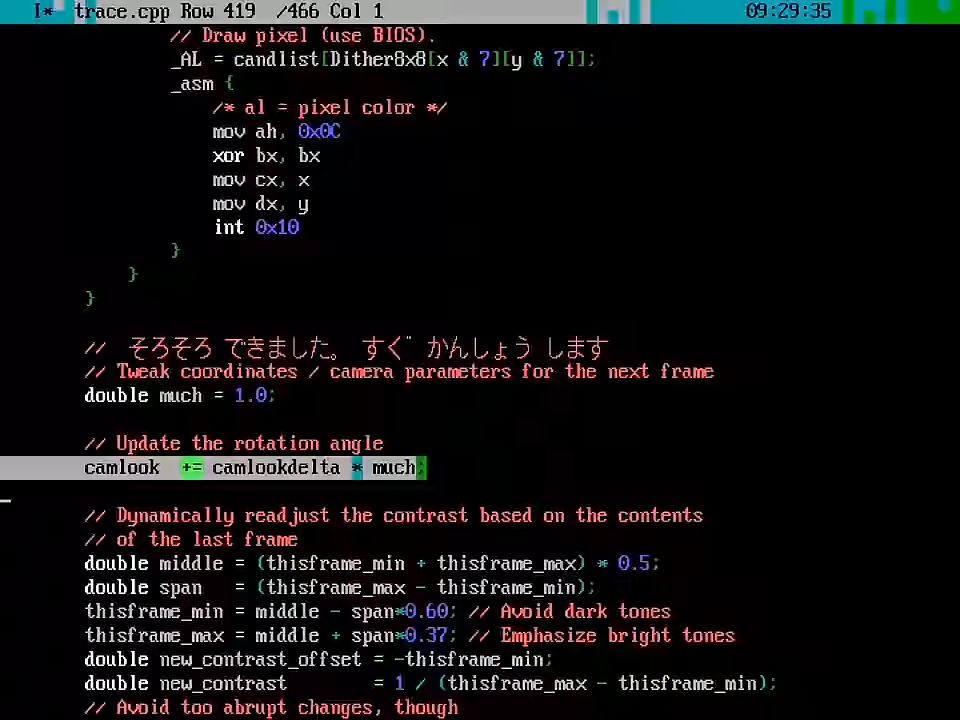 I* trace.cpp Row 419 /466 Col 1 09:29:35
// Draw pixel (use BIOS).
_AL = candlist[Dither8x8[x & 7][y & 7]];
_asm {
/* al = pixel color */
mov ah, 0x0C
xor bx, bx
mov cx, x
mov dx, y
int 0x10
}
}
}
// そろそろ できました。 すぐ かんしょう します
// Tweak coordinates / camera parameters for the next frame
double much = 1.0;
// Update the rotation angle
camlook += camlookdelta * much;
// Dynamically readjust the contrast based on the contents
// of the last frame
double middle = (thisframe_min + thisframe_max) * 0.5;
double span = (thisframe_max - thisframe_min);
thisframe_min = middle - span*0.60; // Avoid dark tones
thisframe_max = middle + span*0.37; // Emphasize bright tones
double new_contrast_offset = -thisframe_min;
double new_contrast = 1 / (thisframe_max - thisframe_min);
// Avoid too abrupt changes, though